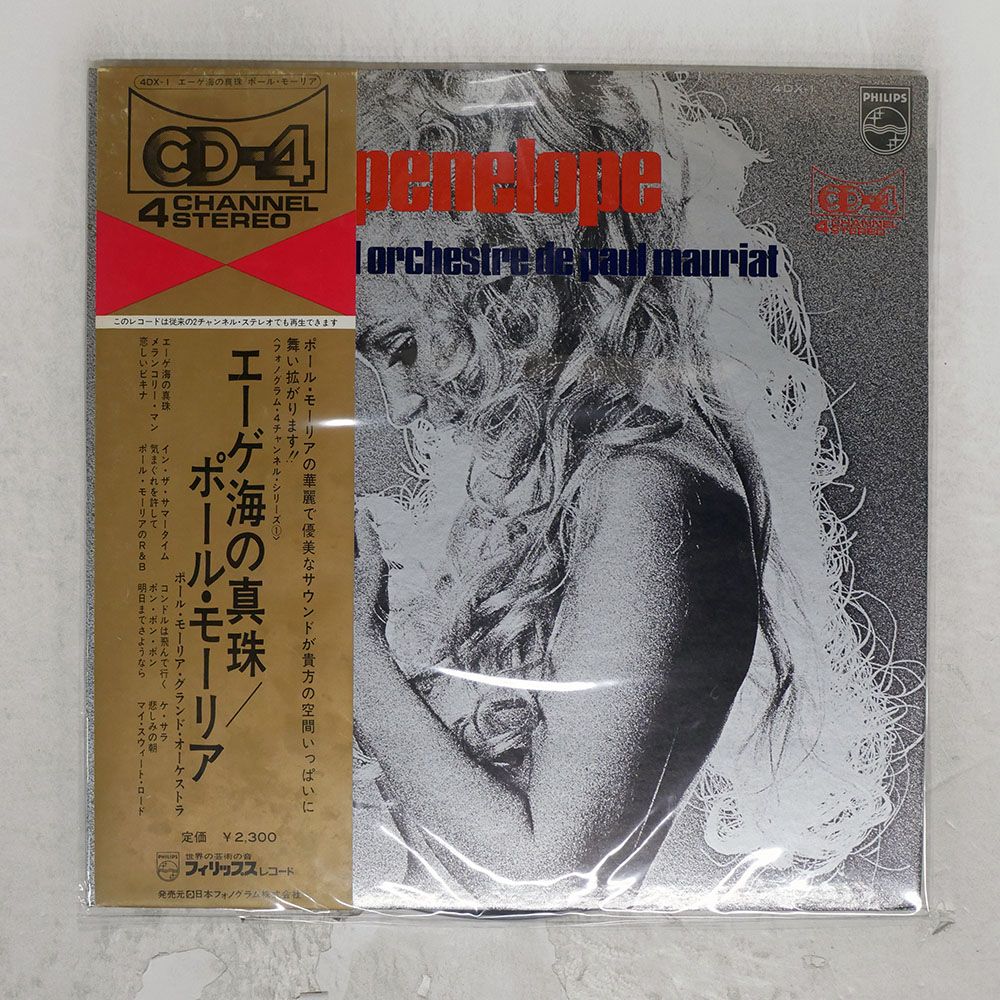 4DX-1 エーゲ海の真珠 ポール・モーリア
CD-4
4 CHANNEL
STEREO
このレコードは従来の2チャンネル・ステレオでも再生できます
ポール・モーリアの華麗で優美なサウンドが貴方の空間いっぱいに
舞い拡がります!!
〈フォノグラム・4チャンネル・シリーズ①〉
エーゲ海の真珠/
ポール・モーリア
ポール・モーリア・グランド・オーケストラ
エーゲ海の真珠
メランコリー・マン
恋しいビキナ
イン・ザ・サマータイム
気まぐれを許して
ポール・モーリアのR&B
コンドルは飛んで行く
ポン・ポン・ポン
明日までさようなら
ケ・サラ
悲しみの朝
マイ・スウィート・ロード
定価 ¥2,300
PHILIPS
世界の芸術の音
フィリップスレコード
発売元 日本フォノグラム株式会社
4DX-1
PHILIPS
penelope
CD-4
4 CHANNEL
STEREO
orchestre de paul mauriat